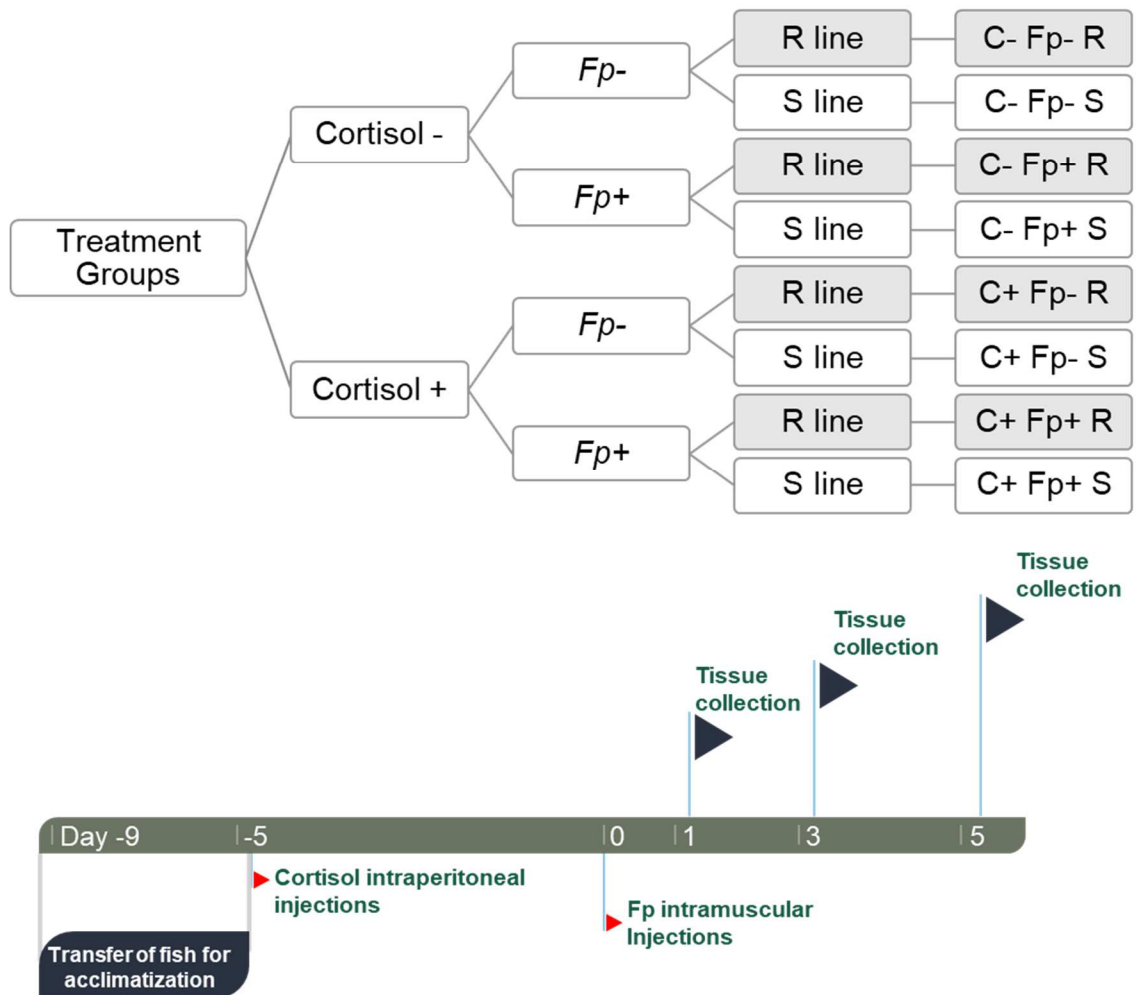 Fp-
R line
C- Fp- R
S line
C- Fp- S
Cortisol -
Fp+
R line
C- Fp+ R
S line
C- Fp+ S
Treatment
Groups
Fp-
R line
C+ Fp- R
S line
C+ Fp- S
Cortisol +
Fp+
R line
C+ Fp+ R
S line
C+ Fp+ S
Tissue
collection
Tissue
collection
Tissue
collection
Day -9
-5
0
1
3
5
Cortisol intraperitoneal
injections
Fp intramuscular
Injections
Transfer of fish for
acclimatization